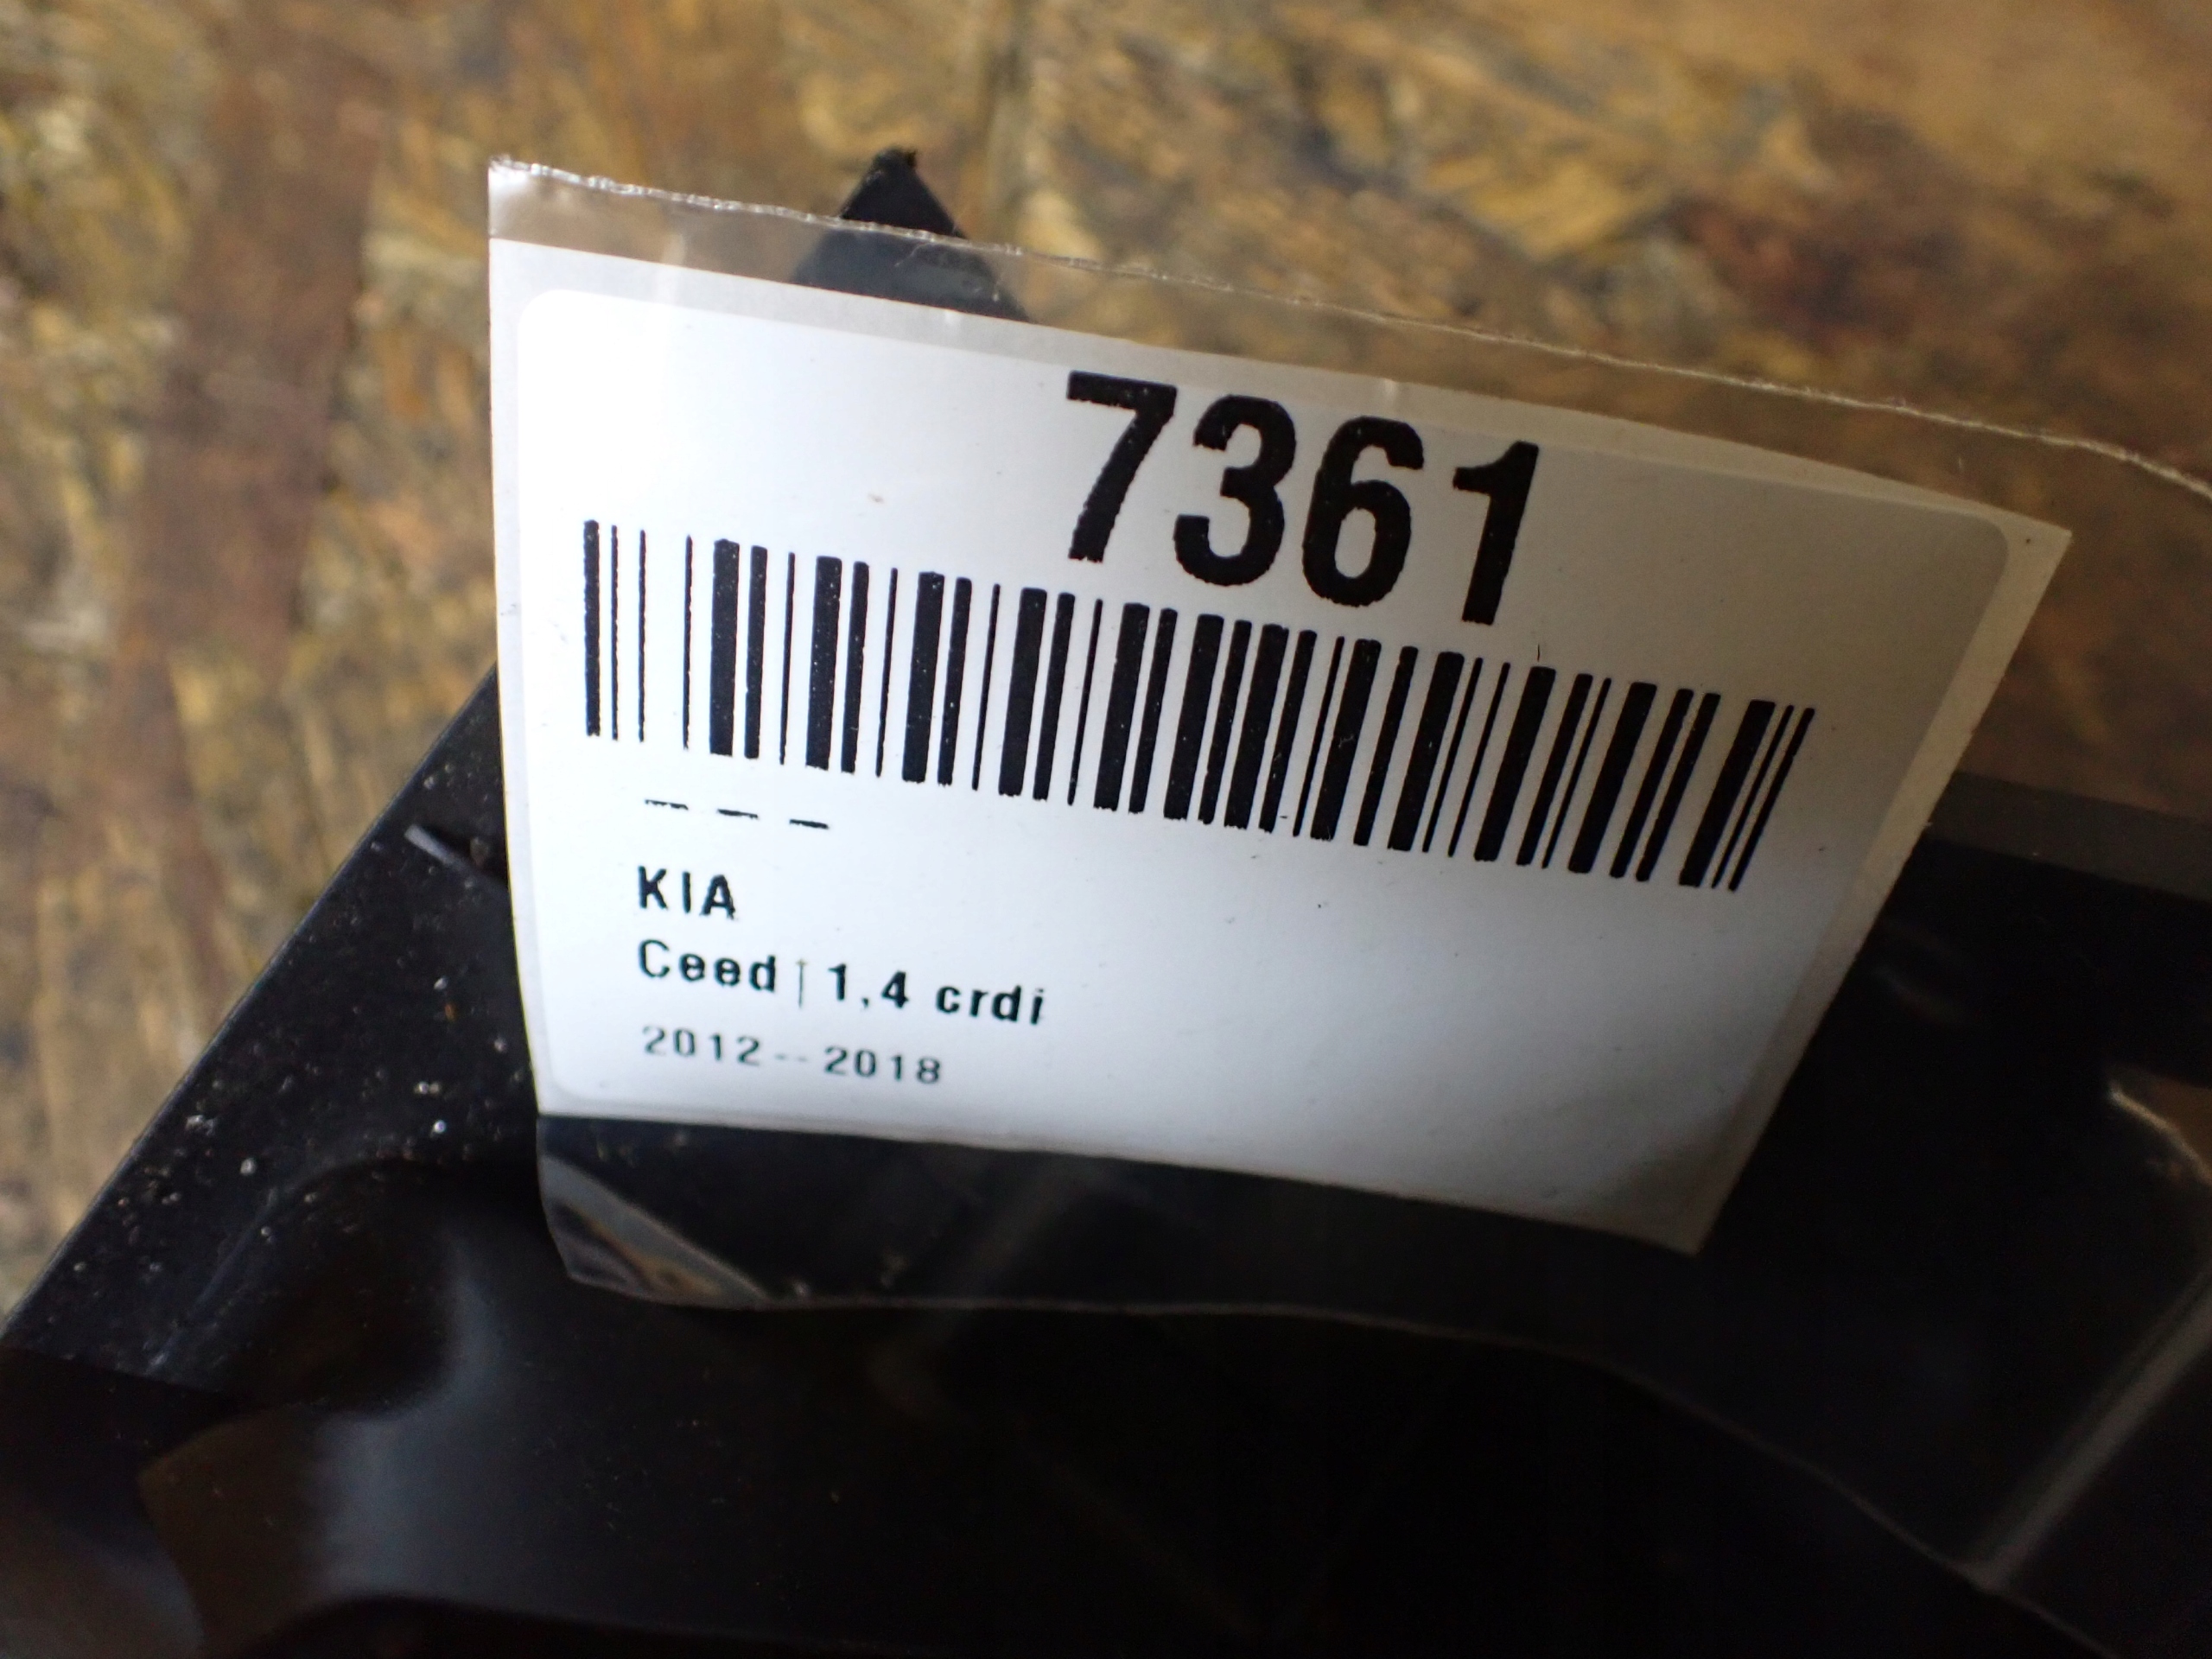 7361
– – –
KIA
Ceed | 1,4 crdi
2012--2018